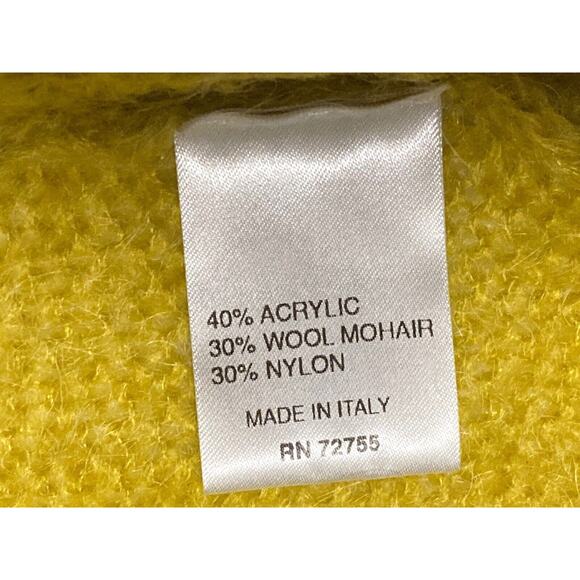 40% ACRYLIC
30% WOOL MOHAIR
30% NYLON
MADE IN ITALY
RN 72755